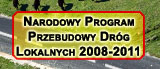 NARODOWY PROGRAM
PRZEBUDOWY DRÓG
LOKALNYCH 2008-2011